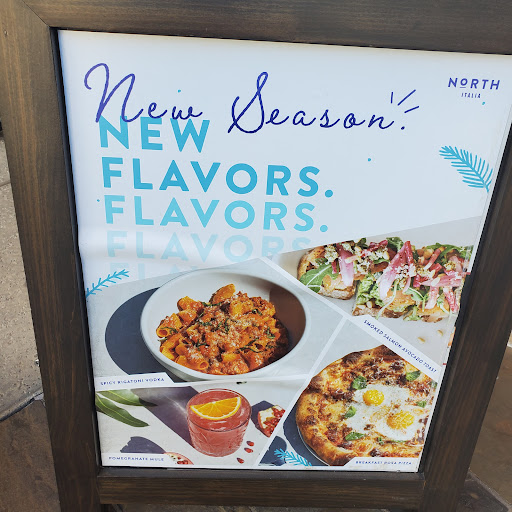 NORTH
ITALIA
New Season!
NEW
FLAVORS.
FLAVORS.
FLAVORS
SMOKED SALMON AVOCADO TOAST
SPICY RIGATONI VODKA
POMEGRANATE MULE
BREAKFAST PIZZA